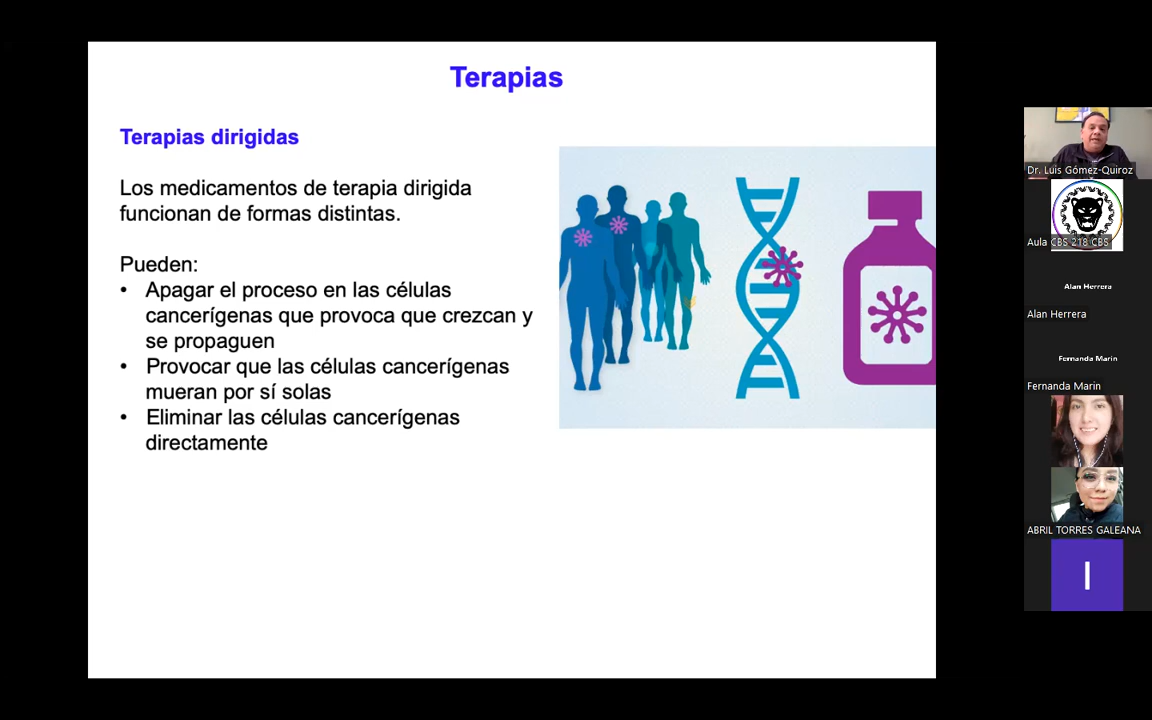 Terapias
Terapias dirigidas
Los medicamentos de terapia dirigida
funcionan de formas distintas.
Pueden:
• Apagar el proceso en las células
cancerígenas que provoca que crezcan y
se propaguen
• Provocar que las células cancerígenas
mueran por sí solas
• Eliminar las células cancerígenas
directamente
Dr. Luis Gómez-Quiroz
Aula CBS 218 CBS
Alan Herrera
Alan Herrera
Fernanda Marin
Fernanda Marin
ABRIL TORRES GALEANA
I